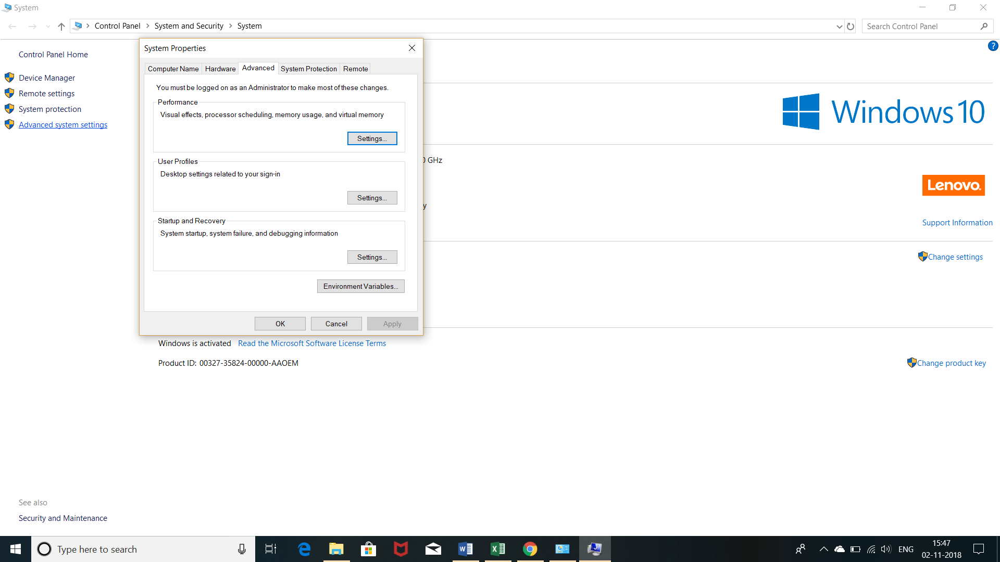 System
Control Panel > System and Security > System
Search Control Panel
Control Panel Home
Device Manager
Remote settings
System protection
Advanced system settings
System Properties
Computer Name Hardware Advanced System Protection Remote
You must be logged on as an Administrator to make most of these changes.
Performance
Visual effects, processor scheduling, memory usage, and virtual memory
Settings...
User Profiles
Desktop settings related to your sign-in
Settings...
Startup and Recovery
System startup, system failure, and debugging information
Settings...
Environment Variables...
OK Cancel Apply
?
Windows 10
0 GHz
Lenovo.
y
Support Information
Change settings
Windows is activated Read the Microsoft Software License Terms
Product ID: 00327-35824-00000-AAOEM
Change product key
See also
Security and Maintenance
Type here to search
ENG
15:47
02-11-2018